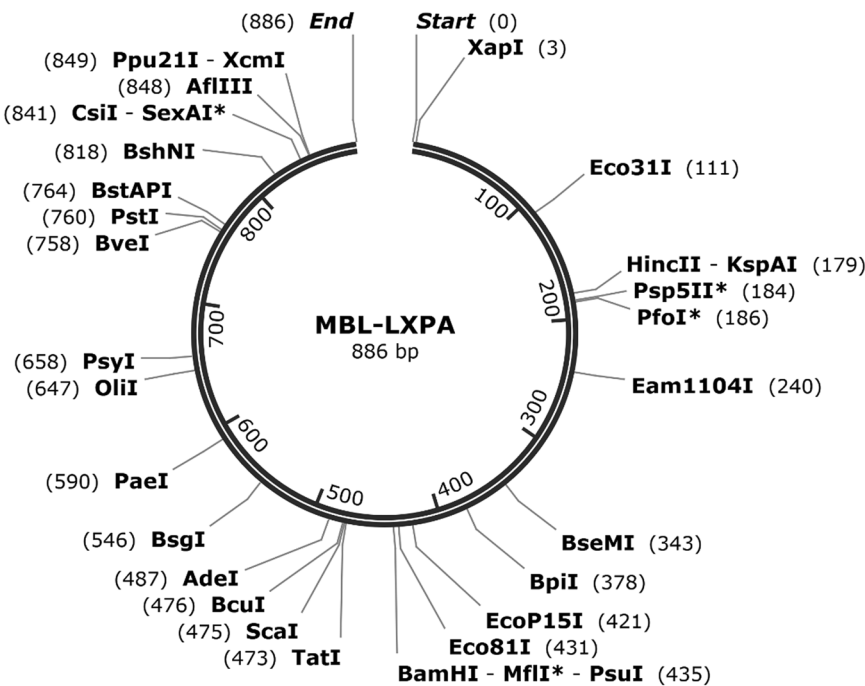 (886) End
Start (0)
XapI (3)
(849) Ppu21I - XcmI
(848) AflIII
(841) CsiI - SexAI*
(818) BshNI
(764) BstAPI
(760) PstI
(758) BveI
Eco31I (111)
HincII - KspAI (179)
Psp5II* (184)
PfoI* (186)
Eam1104I (240)
100
200
300
400
500
600
700
800
MBL-LXPA
886 bp
(658) PsyI
(647) OliI
(590) PaeI
(546) BsgI
(487) AdeI
(476) BcuI
(475) ScaI
(473) TatI
BseMI (343)
BpiI (378)
EcoP15I (421)
Eco81I (431)
BamHI - MflI* - PsuI (435)